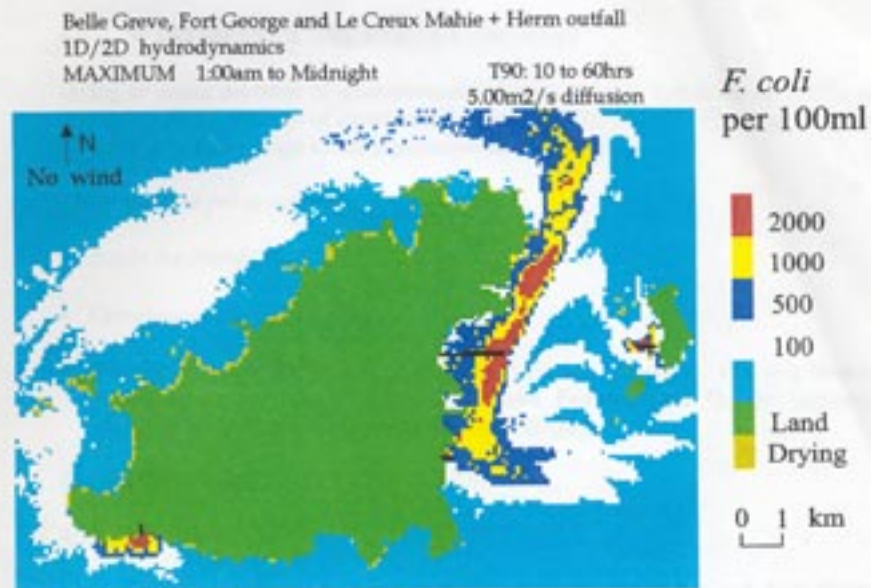 Belle Greve, Fort George and Le Creux Mahie + Herm outfall
1D/2D hydrodynamics
MAXIMUM 1:00am to Midnight
T90: 10 to 60hrs
5.00m2/s diffusion
N
No wind
E. coli
per 100ml
2000
1000
500
100
Land
Drying
0 1 km